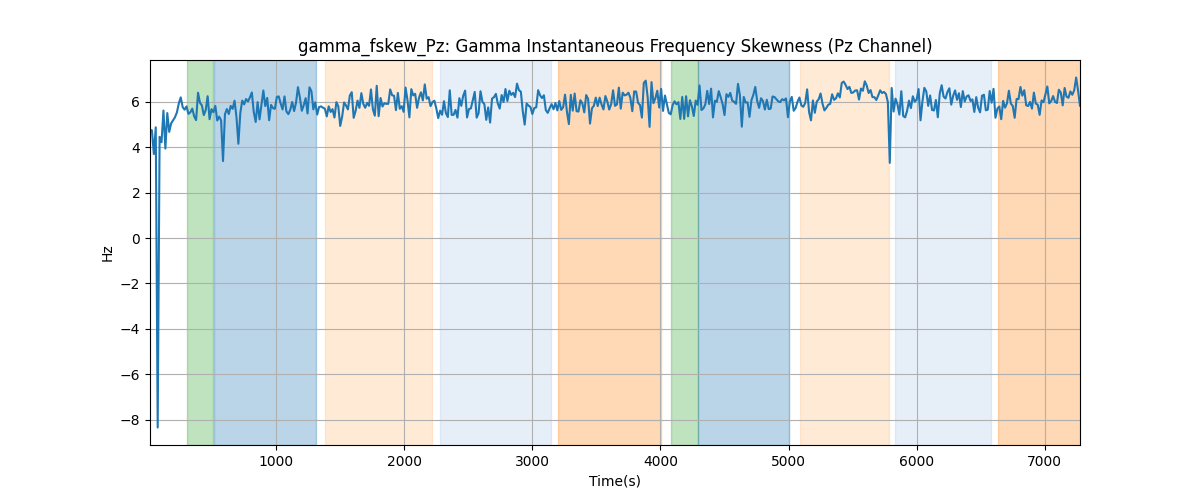 gamma_fskew_Pz: Gamma Instantaneous Frequency Skewness (Pz Channel)
Hz
6
4
2
0
−2
−4
−6
−8
1000 2000 3000 4000 5000 6000 7000
Time(s)